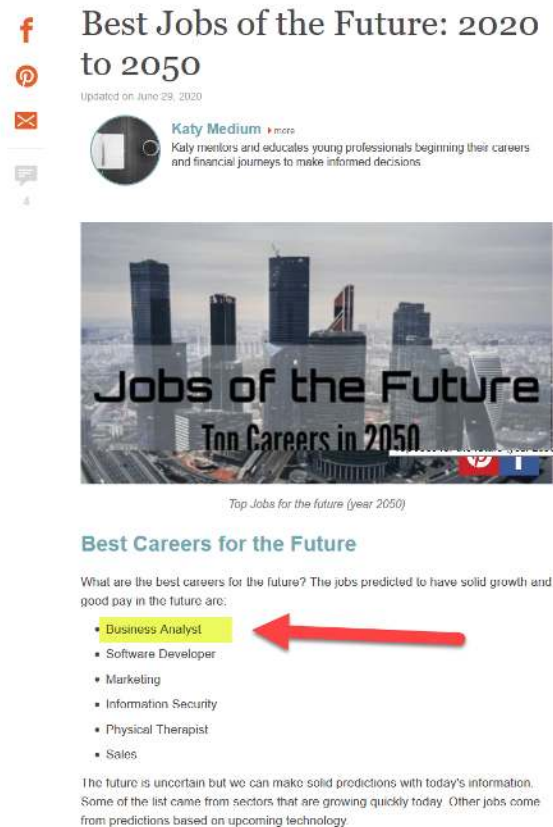 Best Jobs of the Future: 2020
to 2050
Updated on June 29, 2020
Katy Medium more
Katy mentors and educates young professionals beginning their careers
and financial journeys to make informed decisions
4
Jobs of the Future
Top Careers in 2050
Top Jobs for the future (year 2050)
Best Careers for the Future
What are the best careers for the future? The jobs predicted to have solid growth and
good pay in the future are:
Business Analyst
Software Developer
Marketing
Information Security
Physical Therapist
Sales
The future is uncertain but we can make solid predictions with today's information.
Some of the list came from sectors that are growing quickly today. Other jobs come
from predictions based on upcoming technology.